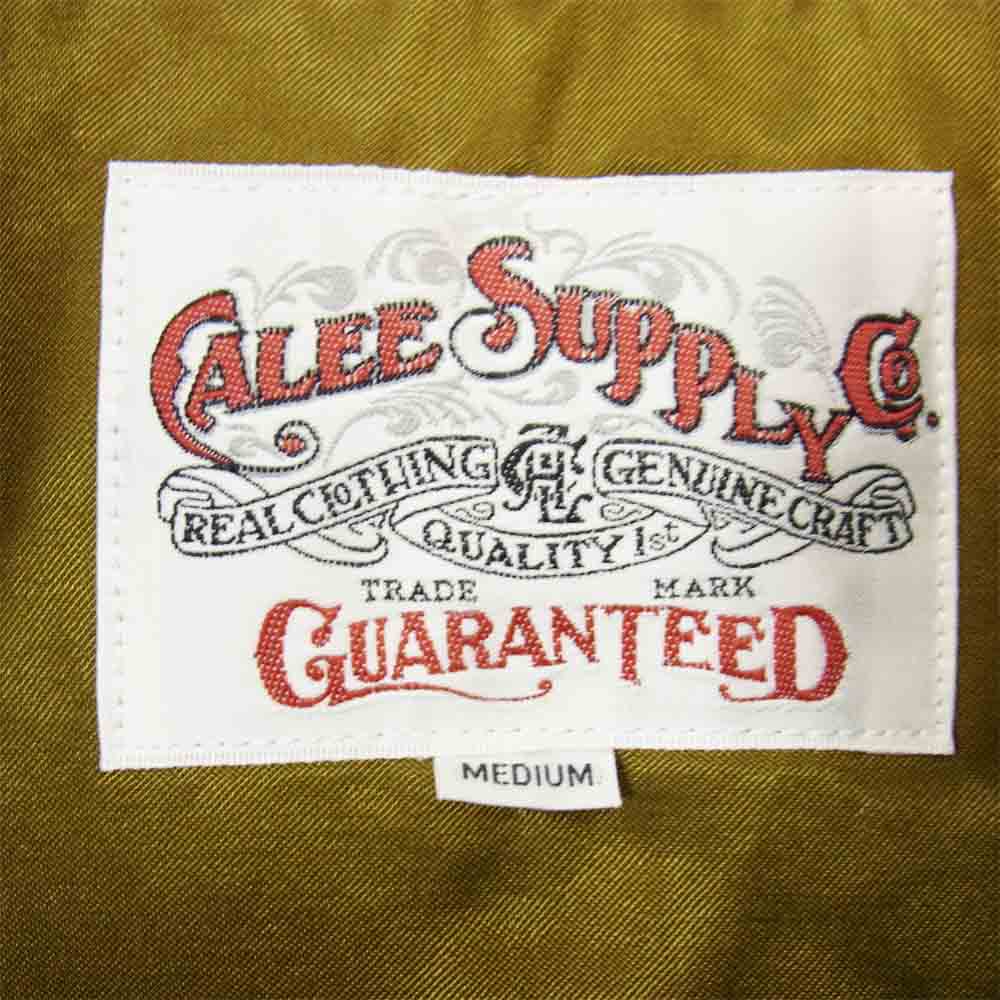 CALEE SUPPLY Co.
REAL CLOTHING GENUINE CRAFT
QUALITY 1st
TRADE MARK
GUARANTEED
MEDIUM